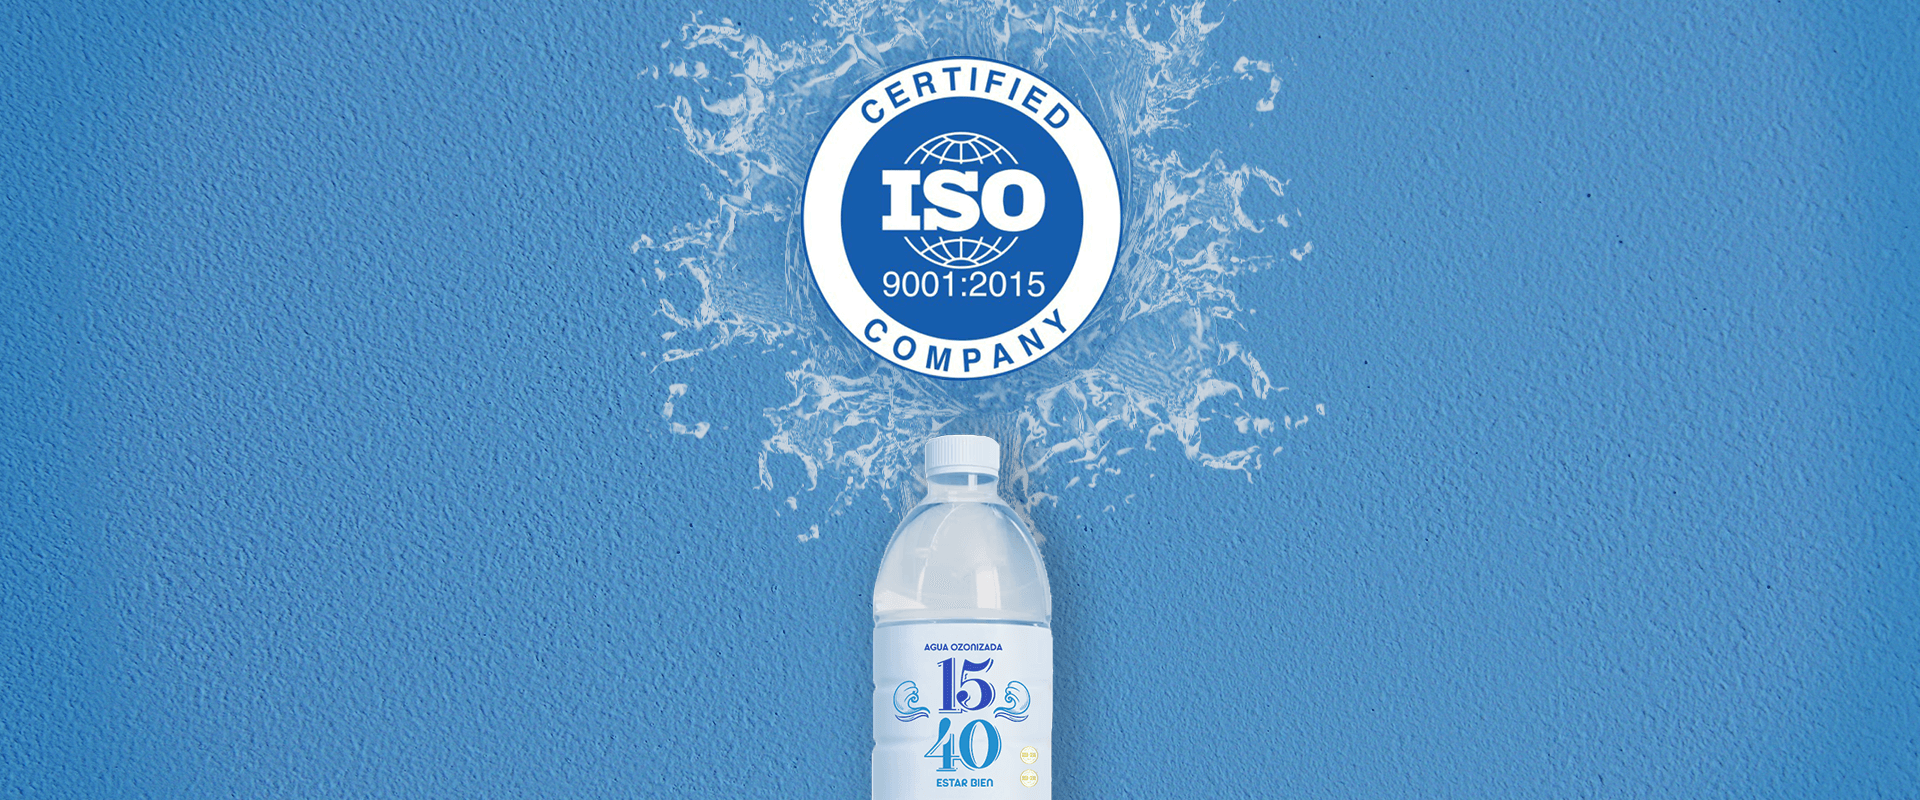 CERTIFIED
ISO
9001:2015
COMPANY
AGUA OZONIZADA
15
40
ESTAR BIEN